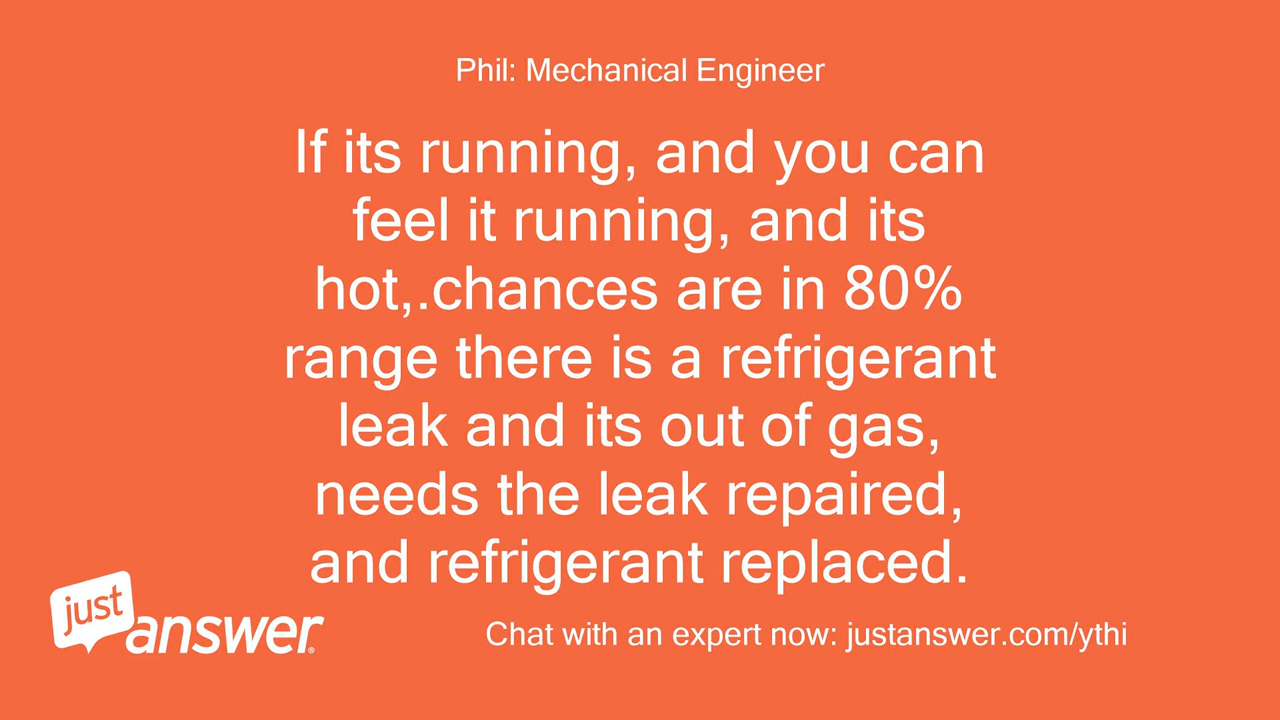 Phil: Mechanical Engineer
If its running, and you can
feel it running, and its
hot,.chances are in 80%
range there is a refrigerant
leak and its out of gas,
needs the leak repaired,
and refrigerant replaced.
just
answer®
Chat with an expert now: justanswer.com/ythi